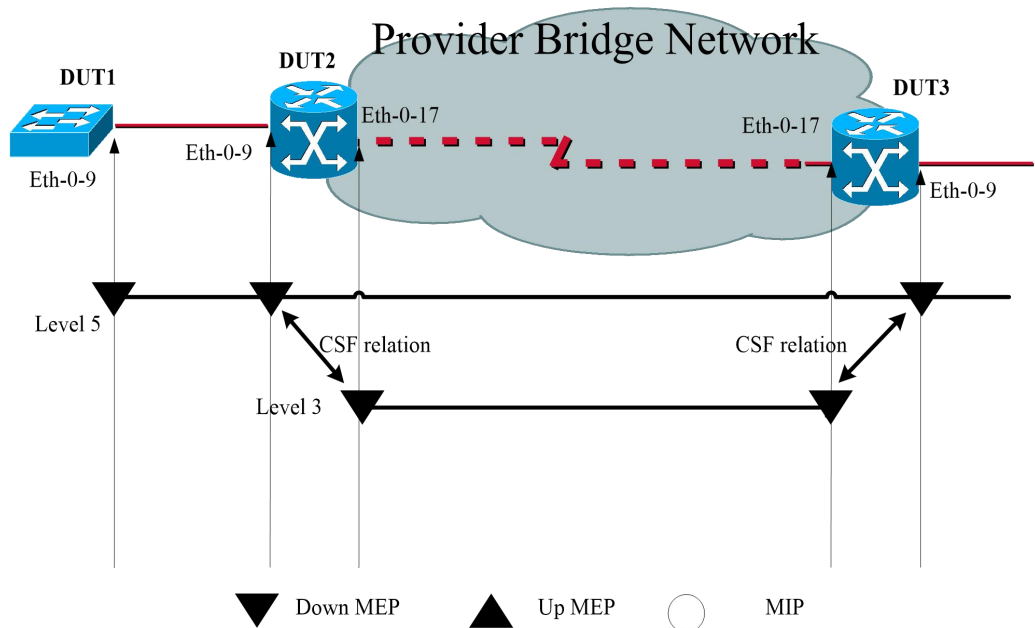 Provider Bridge Network
DUT1
DUT2
DUT3
Eth-0-17
Eth-0-17
Eth-0-9
Eth-0-9
Eth-0-9
Level 5
CSF relation
CSF relation
Level 3
Down MEP
Up MEP
MIP